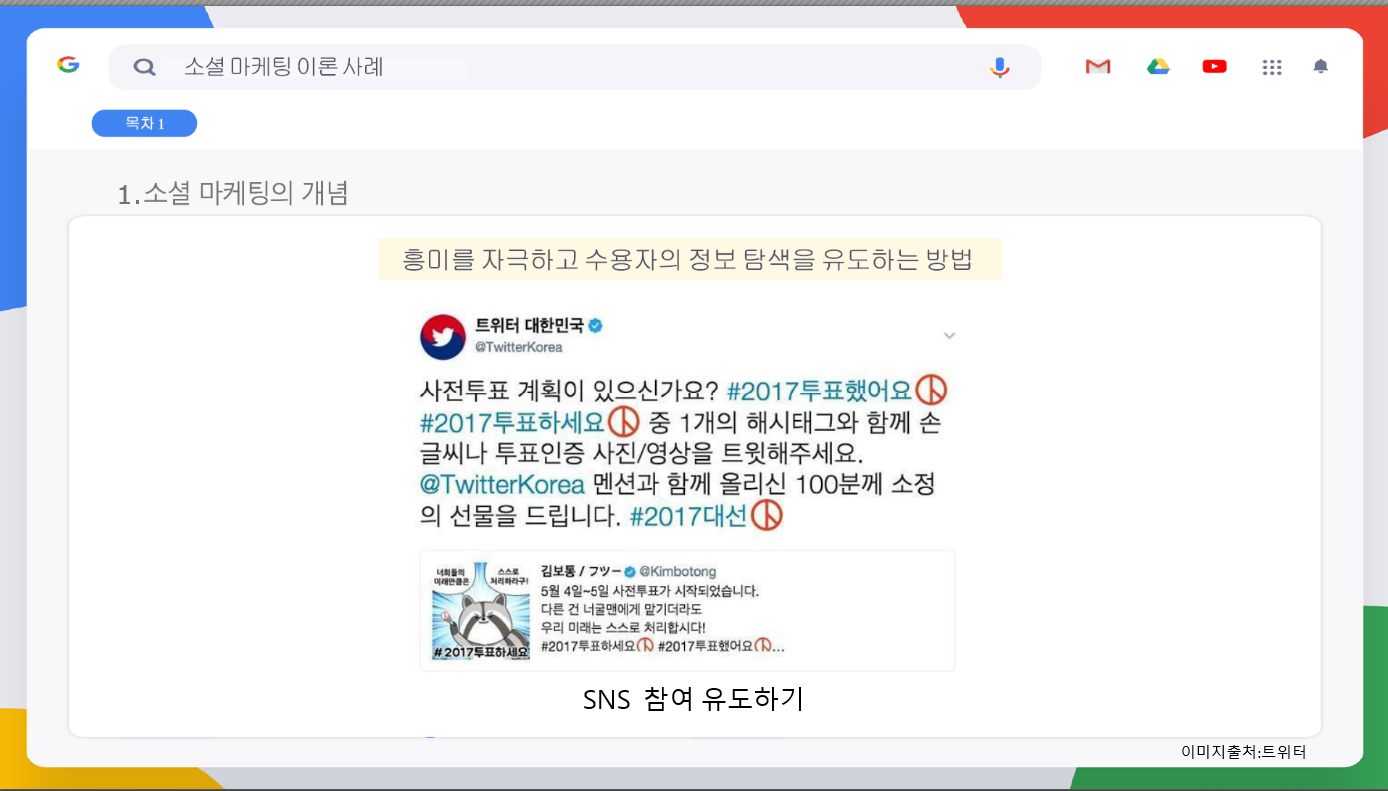 소셜 마케팅 이론 사례
목차 1
1.소셜 마케팅의 개념
흥미를 자극하고 수용자의 정보 탐색을 유도하는 방법
트위터 대한민국
@TwitterKorea
사전투표 계획이 있으신가요? #2017투표했어요
#2017투표하세요 중 1개의 해시태그와 함께 손
글씨나 투표인증 사진/영상을 트윗해주세요.
@TwitterKorea 멘션과 함께 올리신 100분께 소정
의 선물을 드립니다. #2017대선
너희들의 스스로
미래만큼은 처리하라구!
#2017투표하세요
김보통 / フツー @Kimbotong
5월 4일~5일 사전투표가 시작되었습니다.
다른 건 너굴맨에게 맡기더라도
우리 미래는 스스로 처리합시다!
#2017투표하세요 #2017투표했어요...
SNS 참여 유도하기
이미지출처:트위터